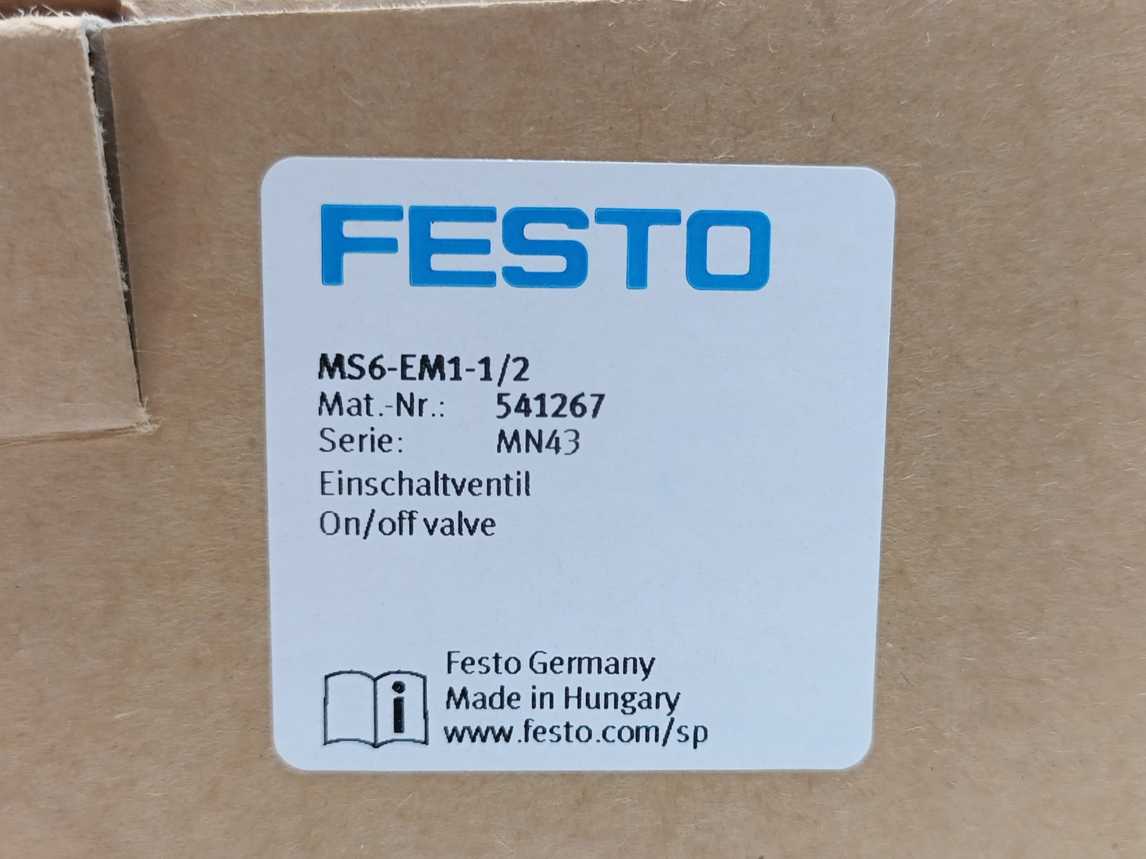 FESTO
MS6-EM1-1/2
Mat.-Nr.: 541267
Serie: MN43
Einschaltventil
On/off valve
i
Festo Germany
Made in Hungary
www.festo.com/sp